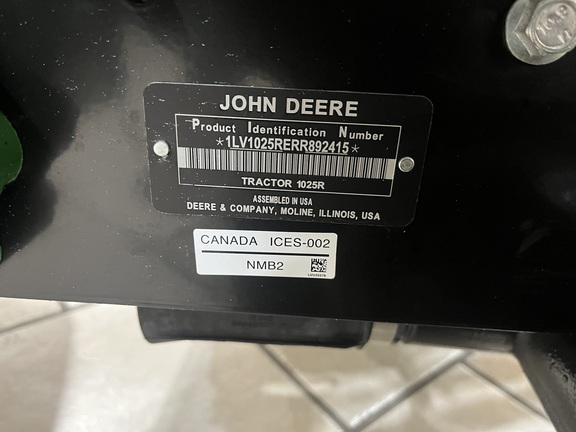 JOHN DEERE
Product Identification Number
*1LV1025RERR892415*
TRACTOR 1025R
ASSEMBLED IN USA
DEERE & COMPANY, MOLINE, ILLINOIS, USA
CANADA ICES-002
NMB2